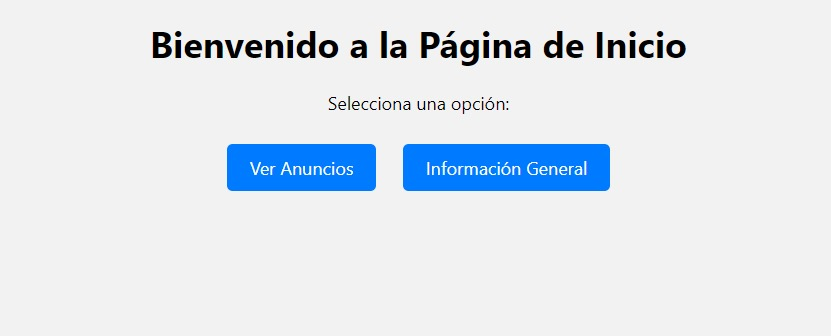 Bienvenido a la Página de Inicio
Selecciona una opción:
Ver Anuncios
Información General